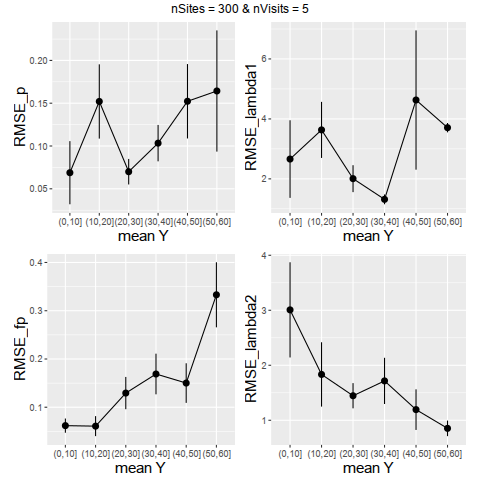 nSites = 300 & nVisits = 5
RMSE_p
0.20
0.15
0.10
0.05
(0,10] (10,20] (20,30] (30,40] (40,50] (50,60]
mean Y
RMSE_lambda1
6
4
2
(0,10] (10,20] (20,30] (30,40] (40,50] (50,60]
mean Y
RMSE_fp
0.4
0.3
0.2
0.1
(0,10] (10,20] (20,30] (30,40] (40,50] (50,60]
mean Y
RMSE_lambda2
4
3
2
1
(0,10] (10,20] (20,30] (30,40] (40,50] (50,60]
mean Y